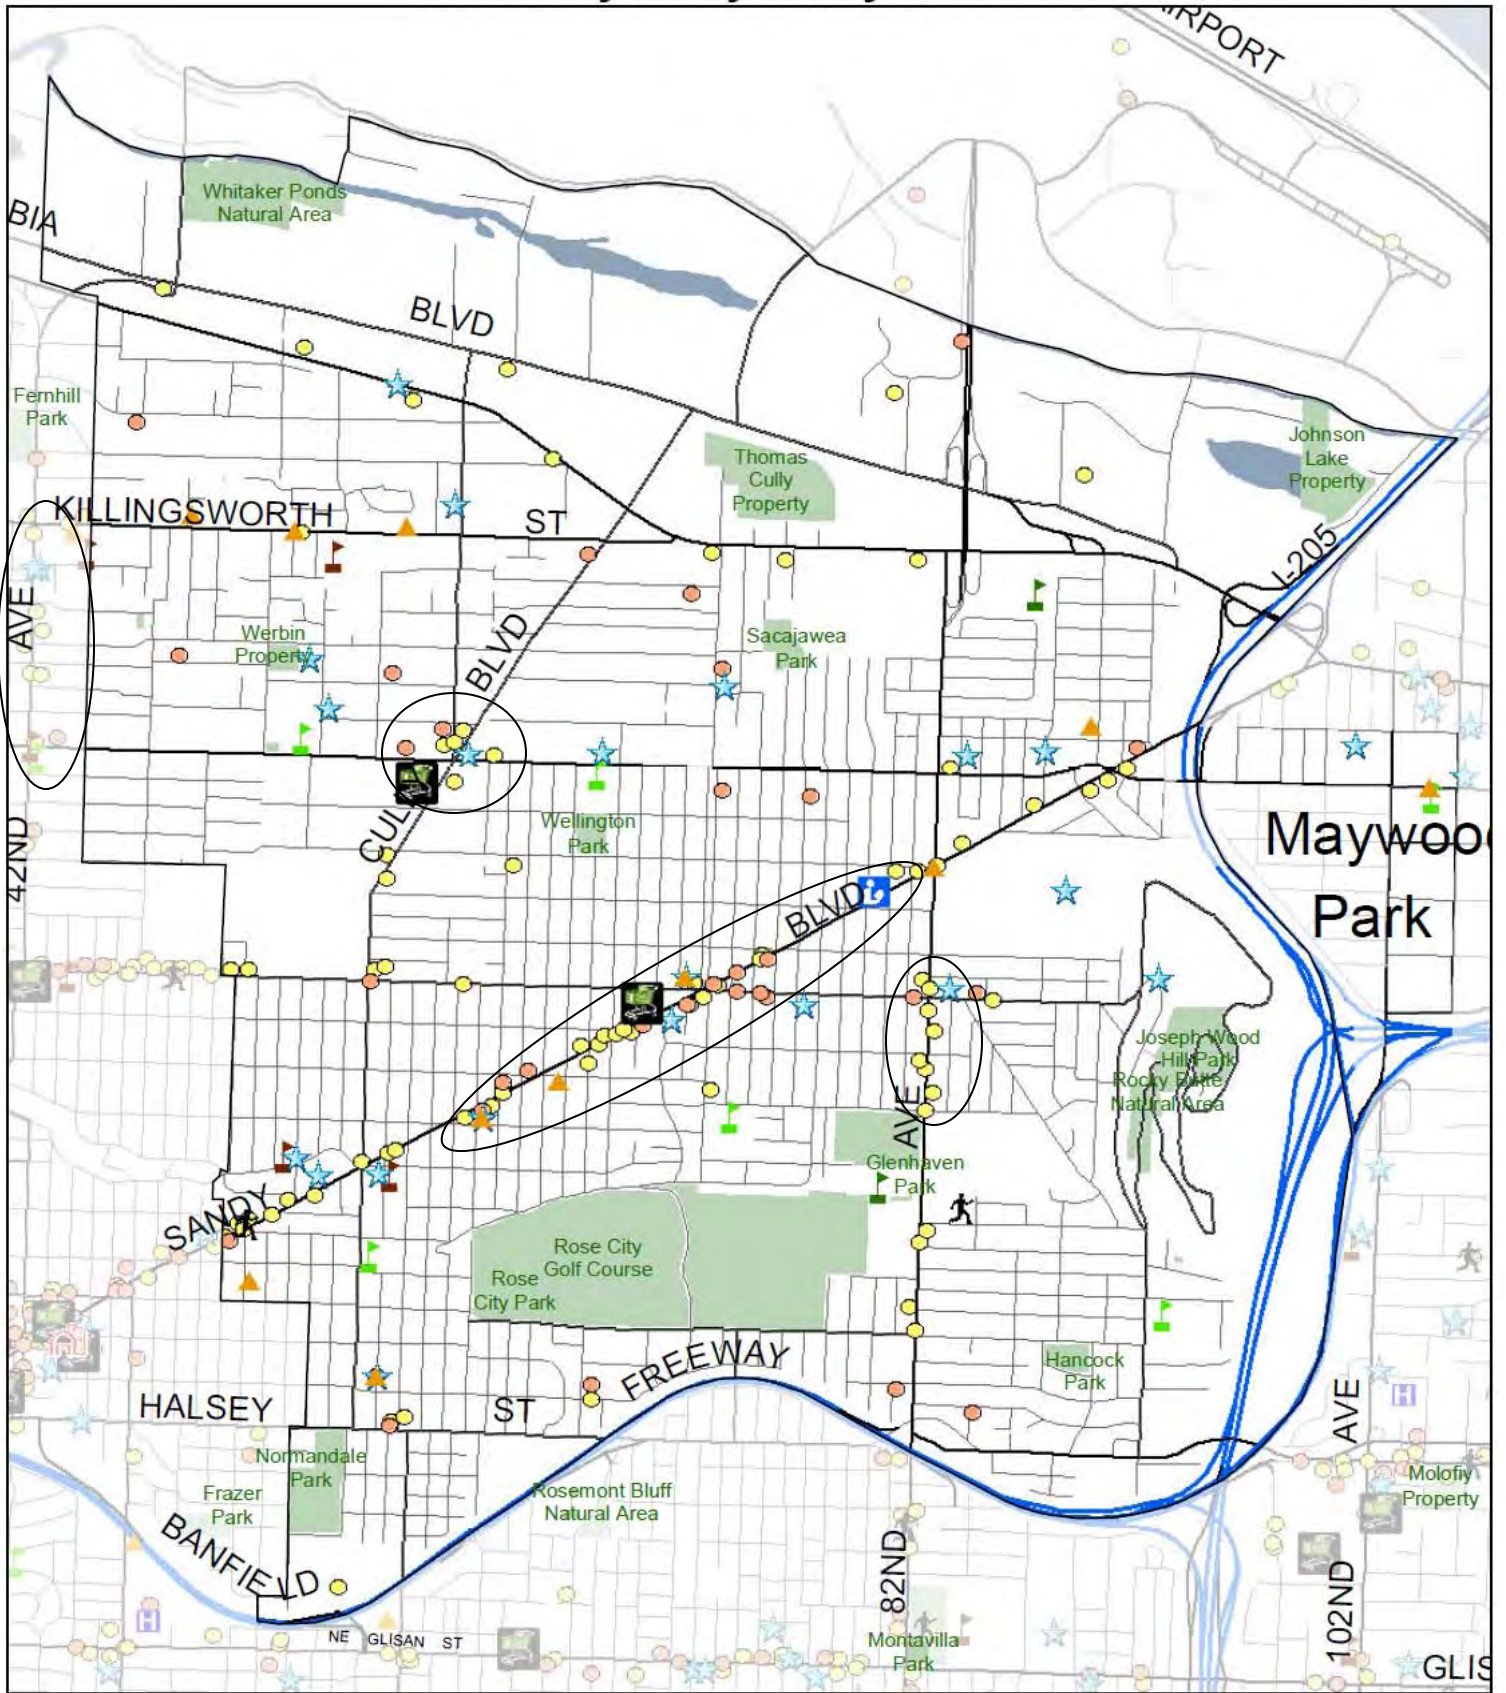 AIRPORT
Whitaker Ponds
Natural Area
BIA
BLVD
Fernhill
Park
Johnson
Lake
Property
Thomas
Cully
Property
KILLINGSWORTH
ST
I-205
AVE
BLVD
Werbin
Property
Sacajawea
Park
CUL
Wellington
Park
Maywood
Park
42ND
BLVD
Joseph Wood
Hill Park
Rocky Butte
Natural Area
AVE
Glenhaven
Park
SANDY
Rose City
Golf Course
Rose
City Park
FREEWAY
Hancock
Park
HALSEY
ST
AVE
H
Normandale
Park
Frazer
Park
Rosemont Bluff
Natural Area
Molofiy
Property
BANFIELD
82ND
102ND
H
NE GLISAN ST
Montavilla
Park
GLIS